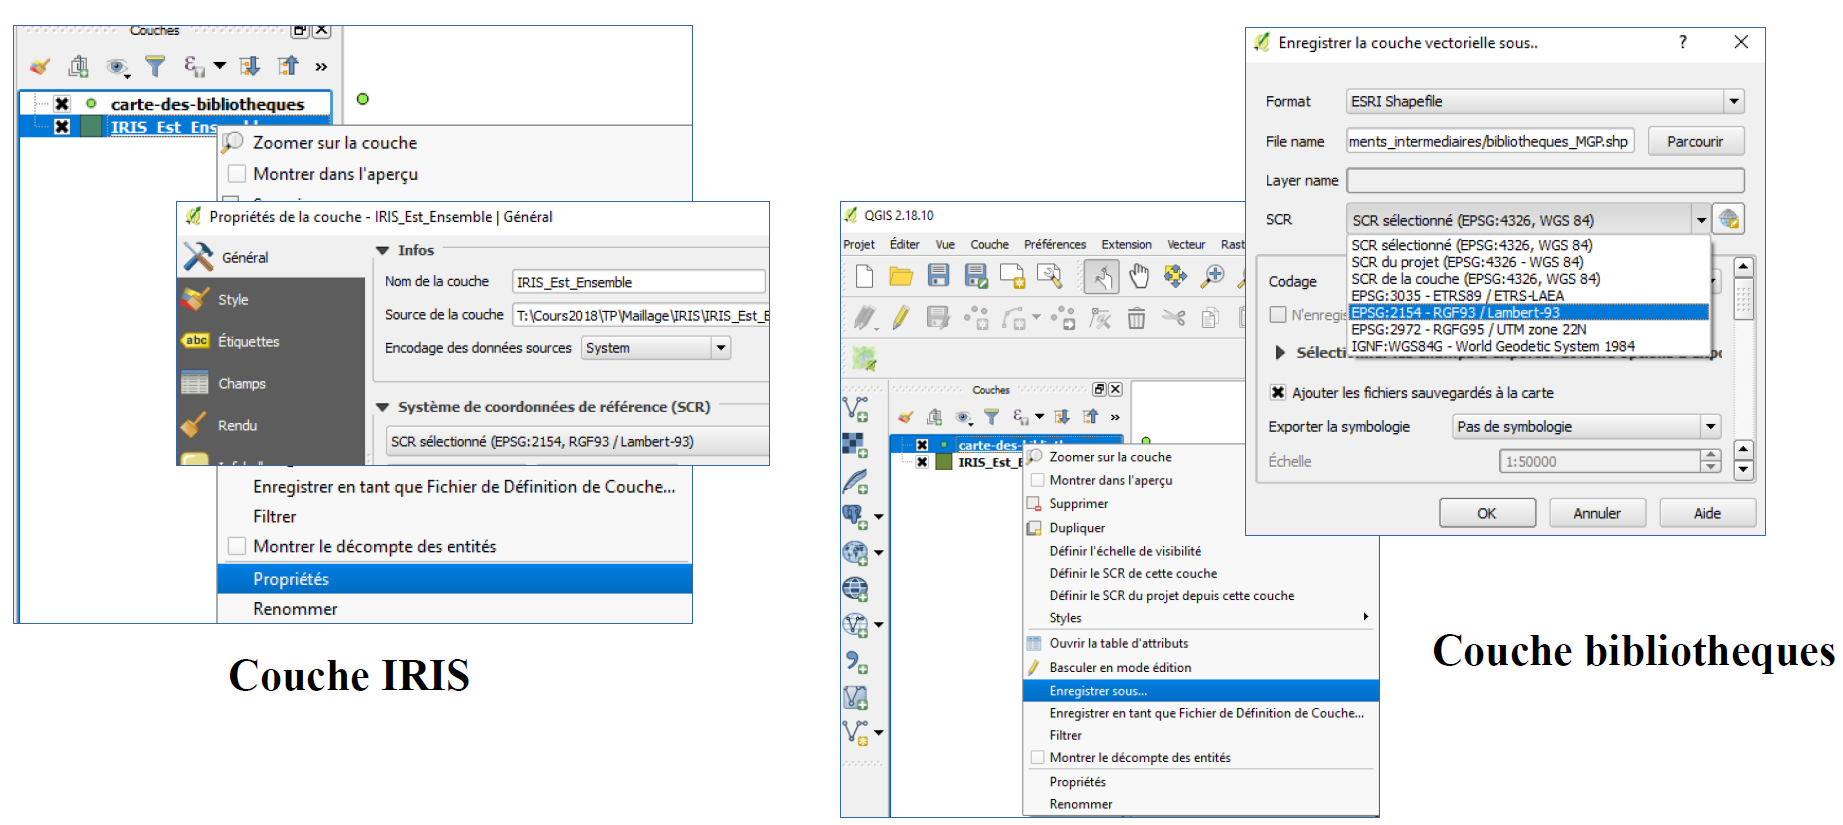 Couches
carte-des-bibliotheques
IRIS_Est_Ens
Zoomer sur la couche
Montrer dans l'aperçu
Propriétés de la couche - IRIS_Est_Ensemble | Général
Général
Style
Étiquettes
Champs
Rendu
Infos
Nom de la couche IRIS_Est_Ensemble
Source de la couche T:\Cours2018\TP\Maillage\IRIS\IRIS_Est_E
Encodage des données sources System
Système de coordonnées de référence (SCR)
SCR sélectionné (EPSG:2154, RGF93 / Lambert-93)
Enregistrer en tant que Fichier de Définition de Couche...
Filtrer
Montrer le décompte des entités
Propriétés
Renommer
Couche IRIS
QGIS 2.18.10
Projet Éditer Vue Couche Préférences Extension Vecteur Rast
Couches
carte-des-
IRIS_Est_E
Zoomer sur la couche
Montrer dans l'aperçu
Supprimer
Dupliquer
Définir l'échelle de visibilité
Définir le SCR de cette couche
Définir le SCR du projet depuis cette couche
Styles
Ouvrir la table d'attributs
Basculer en mode édition
Enregistrer sous...
Enregistrer en tant que Fichier de Définition de Couche...
Filtrer
Montrer le décompte des entités
Propriétés
Renommer
Enregistrer la couche vectorielle sous..
Format ESRI Shapefile
File name ments_intermediaires/bibliotheques_MGP.shp Parcourir
Layer name
SCR SCR sélectionné (EPSG:4326, WGS 84)
SCR sélectionné (EPSG:4326, WGS 84)
SCR du projet (EPSG:4326 - WGS 84)
SCR de la couche (EPSG:4326, WGS 84)
EPSG:3035 - ETRS89 / ETRS-LAEA
EPSG:2154 - RGF93 / Lambert-93
EPSG:2972 - RGFG95 / UTM zone 22N
IGNF:WGS84G - World Geodetic System 1984
Codage
N'enregis
Sélecti
Ajouter les fichiers sauvegardés à la carte
Exporter la symbologie Pas de symbologie
Échelle 1:50000
OK Annuler Aide
Couche bibliotheques